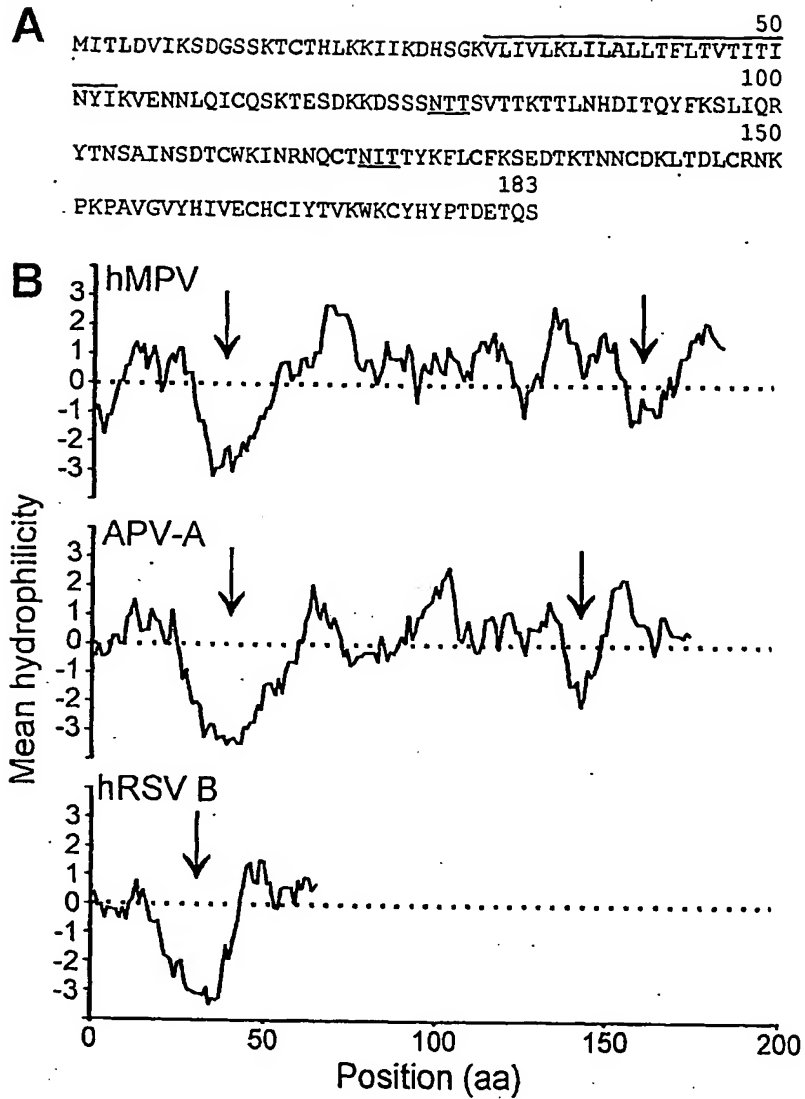 A
50
MITLDVIKSDGSSKTCTHLKKIIKDHSGKVLIVLKLILALLTFLTVTITI
100
NYIKVENNLQICQSKTESDKKDSSSNTTSVTTKTTLNHDITQYFKSLIQR
150
YTNSAINSDTCWKINRNQCTNITTYKFLCFKSEDTKTNNCDKLTDLCRNK
183
PKPAVGVYHIVECHCIYTVKWKCYHYPTDETQS
B
hMPV
3
2
1
0
-1
-2
-3
APV-A
3
2
1
0
-1
-2
-3
hRSV B
3
2
1
0
-1
-2
-3
Mean hydrophilicity
0 50 100 150 200
Position (aa)